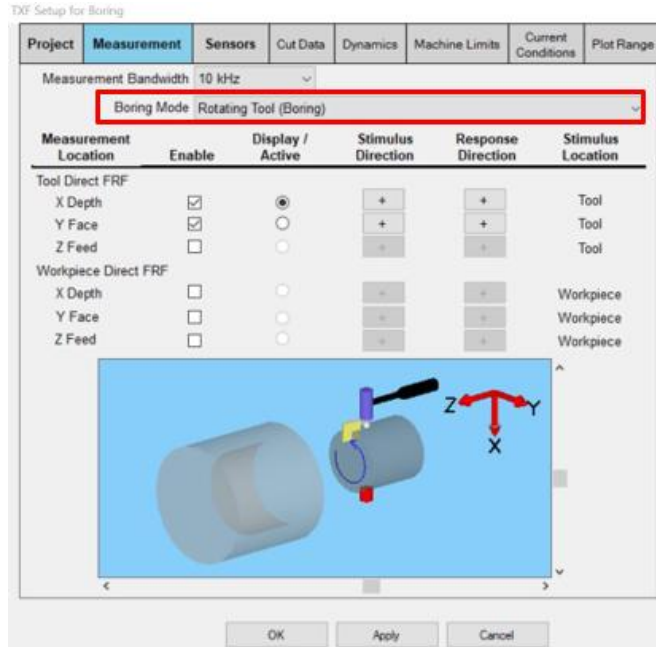 TXF Setup for Boring
Project Measurement Sensors Cut Data Dynamics Machine Limits Current Conditions Plot Range
Measurement Bandwidth 10 kHz
Boring Mode Rotating Tool (Boring)
Measurement Location Enable Display / Active Stimulus Direction Response Direction Stimulus Location
Tool Direct FRF
X Depth + + Tool
Y Face + + Tool
Z Feed + + Tool
Workpiece Direct FRF
X Depth + + Workpiece
Y Face + + Workpiece
Z Feed + + Workpiece
Z Y
X
OK Apply Cancel